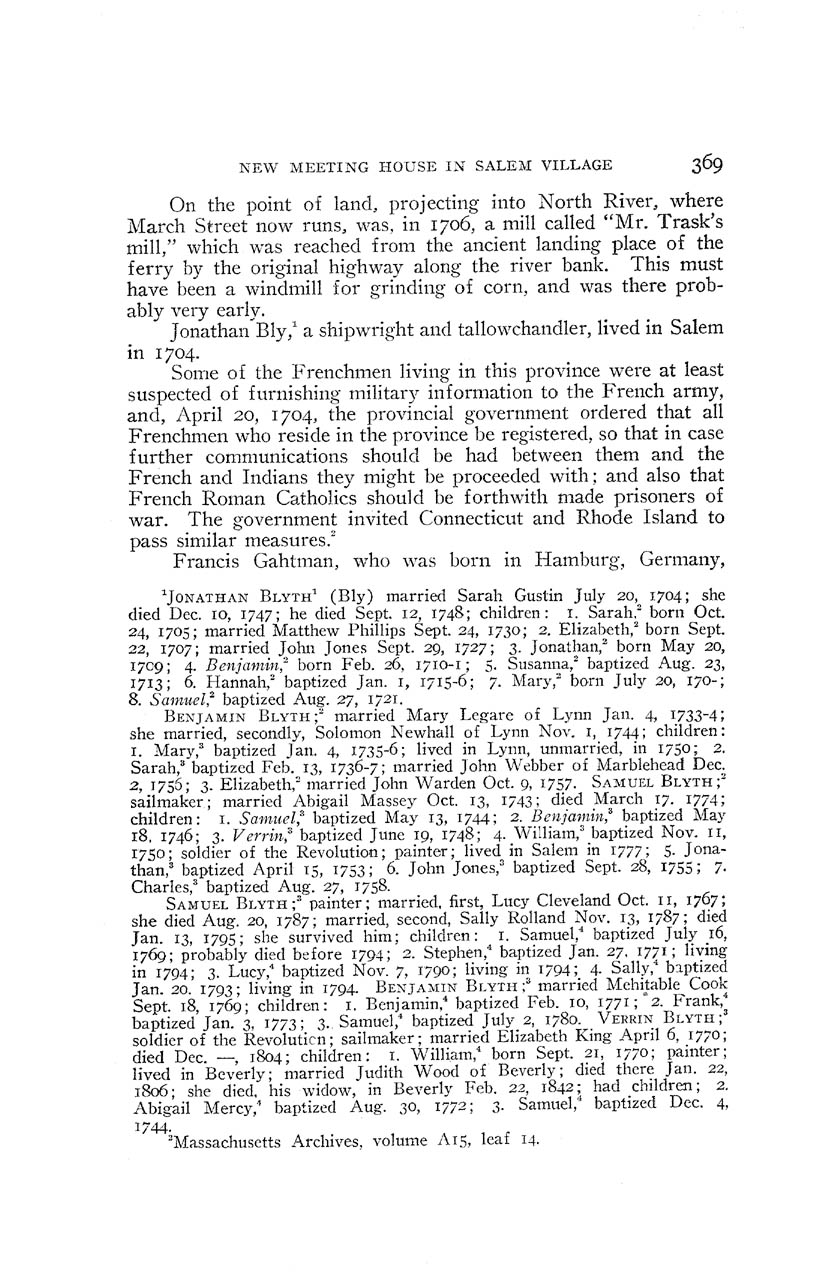 NEW MEETING HOUSE IN SALEM VILLAGE 369
On the point of land, projecting into North River, where
March Street now runs, was, in 1706, a mill called "Mr. Trask's
mill," which was reached from the ancient landing place of the
ferry by the original highway along the river bank. This must
have been a windmill for grinding of corn, and was there prob-
ably very early.
Jonathan Bly,¹ a shipwright and tallowchandler, lived in Salem
in 1704.
Some of the Frenchmen living in this province were at least
suspected of furnishing military information to the French army,
and, April 20, 1704, the provincial government ordered that all
Frenchmen who reside in the province be registered, so that in case
further communications should be had between them and the
French and Indians they might be proceeded with; and also that
French Roman Catholics should be forthwith made prisoners of
war. The government invited Connecticut and Rhode Island to
pass similar measures.²
Francis Gahtman, who was born in Hamburg, Germany,
¹JONATHAN BLYTH¹ (Bly) married Sarah Gustin July 20, 1704; she
died Dec. 10, 1747; he died Sept. 12, 1748; children: 1. Sarah,² born Oct.
24, 1705; married Matthew Phillips Sept. 24, 1730; 2. Elizabeth,² born Sept.
22, 1707; married John Jones Sept. 29, 1727; 3. Jonathan,² born May 20,
1709; 4. Benjamin,² born Feb. 26, 1710-1; 5. Susanna,² baptized Aug. 23,
1713; 6. Hannah,² baptized Jan. 1, 1715-6; 7. Mary,² born July 20, 170-;
8. Samuel,² baptized Aug. 27, 1721.
BENJAMIN BLYTH;² married Mary Legare of Lynn Jan. 4, 1733-4;
she married, secondly, Solomon Newhall of Lynn Nov. 1, 1744; children:
1. Mary,³ baptized Jan. 4, 1735-6; lived in Lynn, unmarried, in 1750; 2.
Sarah,³ baptized Feb. 13, 1736-7; married John Webber of Marblehead Dec.
2, 1756; 3. Elizabeth,² married John Warden Oct. 9, 1757. SAMUEL BLYTH;²
sailmaker; married Abigail Massey Oct. 13, 1743; died March 17. 1774;
children: 1. Samuel,³ baptized May 13, 1744; 2. Benjamin,³ baptized May
18, 1746; 3. Verrin,³ baptized June 19, 1748; 4. William,³ baptized Nov. 11,
1750; soldier of the Revolution; painter; lived in Salem in 1777; 5. Jona-
than,³ baptized April 15, 1753; 6. John Jones,³ baptized Sept. 28, 1755; 7.
Charles,³ baptized Aug. 27, 1758.
SAMUEL BLYTH;³ painter; married, first, Lucy Cleveland Oct. 11, 1767;
she died Aug. 20, 1787; married, second, Sally Rolland Nov. 13, 1787; died
Jan. 13, 1795; she survived him; children: 1. Samuel,⁴ baptized July 16,
1769; probably died before 1794; 2. Stephen,⁴ baptized Jan. 27, 1771; living
in 1794; 3. Lucy,⁴ baptized Nov. 7, 1790; living in 1794; 4. Sally,⁴ baptized
Jan. 20. 1793; living in 1794. BENJAMIN BLYTH;³ married Mehitable Cook
Sept. 18, 1769; children: 1. Benjamin,⁴ baptized Feb. 10, 1771; 2. Frank,⁴
baptized Jan. 3, 1773; 3. Samuel,⁴ baptized July 2, 1780. VERRIN BLYTH;³
soldier of the Revolution; sailmaker; married Elizabeth King April 6, 1770;
died Dec. —, 1804; children: 1. William,⁴ born Sept. 21, 1770; painter;
lived in Beverly; married Judith Wood of Beverly; died there Jan. 22,
1806; she died, his widow, in Beverly Feb. 22, 1842; had children; 2.
Abigail Mercy,⁴ baptized Aug. 30, 1772; 3. Samuel,⁴ baptized Dec. 4,
1744.
²Massachusetts Archives, volume A15, leaf 14.